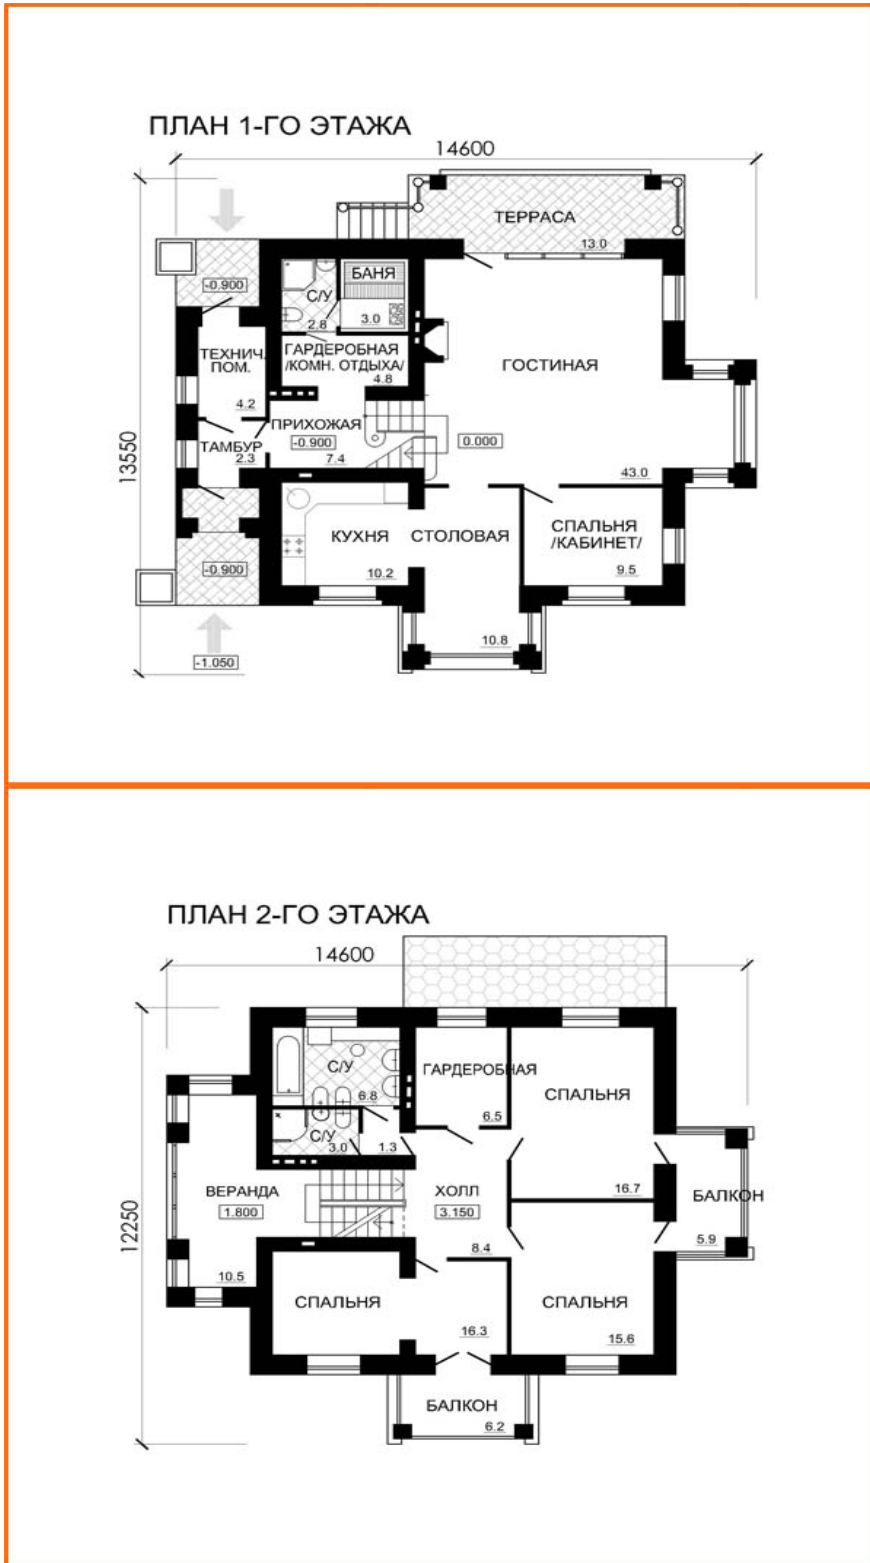 ПЛАН 1-ГО ЭТАЖА
14600
13550
ТЕРРАСА
13.0
-0.900
БАНЯ
С/У
2.8
3.0
ТЕХНИЧ.
ПОМ.
4.2
ГАРДЕРОБНАЯ
/КОМН. ОТДЫХА/
4.8
ГОСТИНАЯ
ПРИХОЖАЯ
-0.900
7.4
0.000
ТАМБУР
2.3
43.0
КУХНЯ
10.2
СТОЛОВАЯ
10.8
СПАЛЬНЯ
/КАБИНЕТ/
9.5
-0.900
-1.050
ПЛАН 2-ГО ЭТАЖА
14600
12250
С/У
6.8
ГАРДЕРОБНАЯ
6.5
СПАЛЬНЯ
16.7
С/У
3.0
1.3
ВЕРАНДА
1.800
10.5
ХОЛЛ
3.150
8.4
БАЛКОН
5.9
СПАЛЬНЯ
16.3
СПАЛЬНЯ
15.6
БАЛКОН
6.2